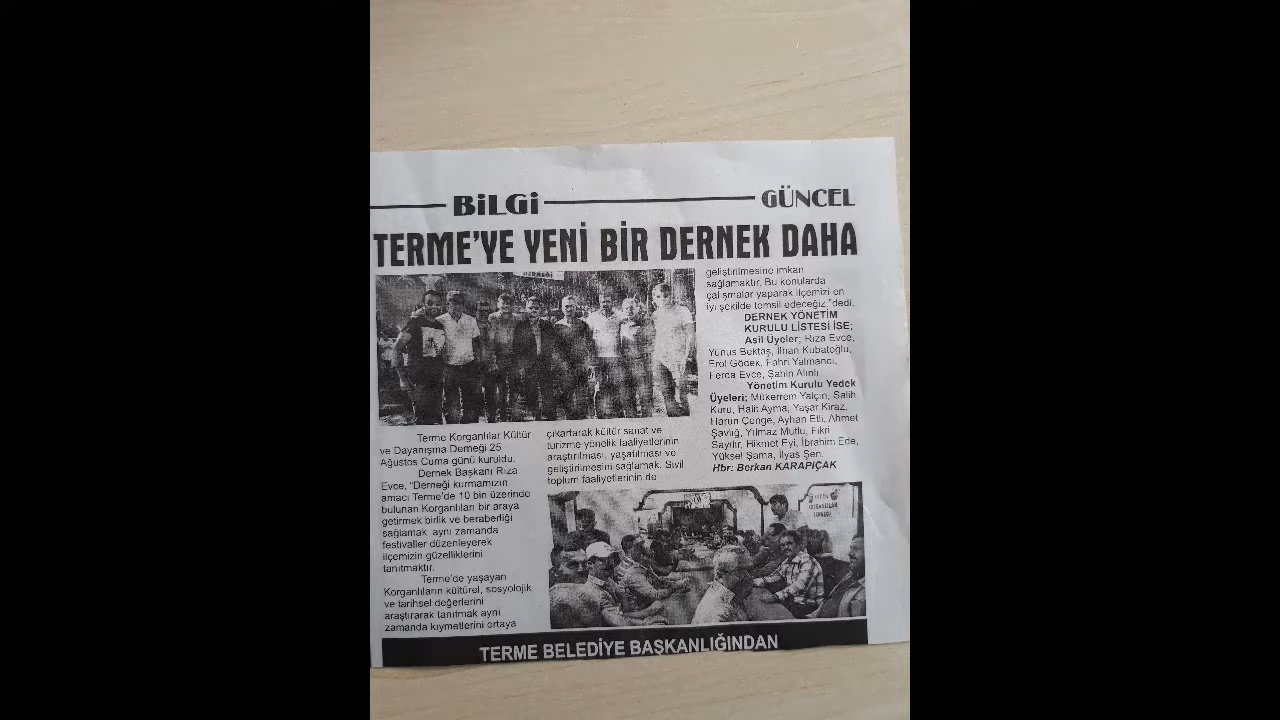 BiLGi
GÜNCEL
TERME'YE YENİ BİR DERNEK DAHA
DERNEĞİ
Terme Korganlılar Kültür
ve Dayanışma Derneği 25
Ağustos Cuma günü kuruldu.
Dernek Başkanı Rıza
Evce, "Derneği kurmamızın
amacı Terme'de 10 bin üzerinde
bulunan Korganlıları bir araya
getirmek birlik ve beraberliği
sağlamak aynı zamanda
festivaller düzenleyerek
ilçemizin güzelliklerini
tanıtmaktır.
Terme'de yaşayan
Korganlıların kültürel, sosyolojik
ve tarihsel değerlerini
araştırarak tanıtmak aynı
zamanda kıymetlerini ortaya
çıkartarak kültür sanat ve
turizme yönelik faaliyetlerinin
araştırılması, yaşatılması ve
geliştirilmesini sağlamak. Sivil
toplum faaliyetlerinin de
geliştirilmesine imkan
sağlamaktır. Bu konularda
çalışmalar yaparak ilçemizi en
iyi şekilde temsil edeceğiz."dedi.
DERNEK YÖNETİM
KURULU LİSTESİ İSE;
Asil Üyeler; Rıza Evce,
Yunus Bektaş, İlhan Kubatoğlu,
Erol Gödek, Fahri Yalmancı,
Ferda Evce, Şahin Alınlı
Yönetim Kurulu Yedek
Üyeleri; Mükerrem Yalçın, Salih
Kuru, Halit Ayma, Yaşar Kiraz,
Harun Çenge, Ayhan Etli, Ahmet
Şavlığ, Yılmaz Mutlu, Fikri
Sayılır, Hikmet Eyi, İbrahim Ede,
Yüksel Şama, İlyas Şen.
Hbr: Berkan KARAPIÇAK
KORGANLILAR
DERNEĞİ
TERME BELEDİYE BAŞKANLIĞINDAN